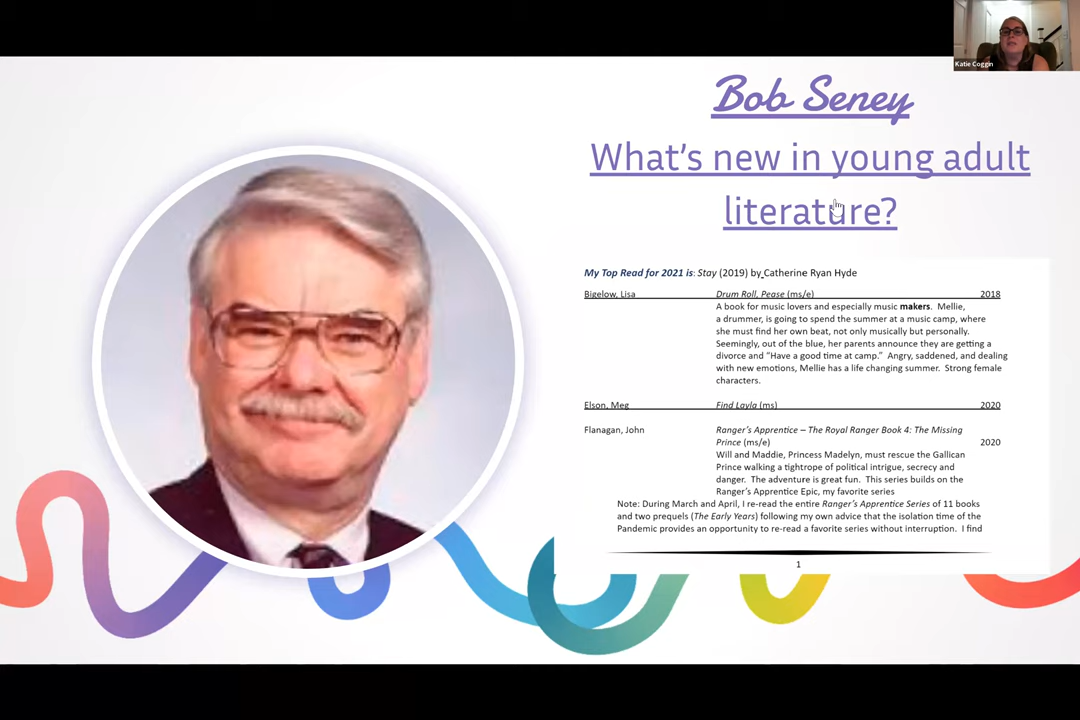 Katie Coggin
Bob Seney
What's new in young adult
literature?
My Top Read for 2021 is: Stay (2019) by Catherine Ryan Hyde
Bigelow, Lisa Drum Roll, Pease (ms/e) 2018
A book for music lovers and especially music makers. Mellie,
a drummer, is going to spend the summer at a music camp, where
she must find her own beat, not only musically but personally.
Seemingly, out of the blue, her parents announce they are getting a
divorce and "Have a good time at camp." Angry, saddened, and dealing
with new emotions, Mellie has a life changing summer. Strong female
characters.
Elson, Meg Find Layla (ms) 2020
Flanagan, John Ranger's Apprentice – The Royal Ranger Book 4: The Missing
Prince (ms/e) 2020
Will and Maddie, Princess Madelyn, must rescue the Gallican
Prince walking a tightrope of political intrigue, secrecy and
danger. The adventure is great fun. This series builds on the
Ranger's Apprentice Epic, my favorite series
Note: During March and April, I re-read the entire Ranger's Apprentice Series of 11 books
and two prequels (The Early Years) following my own advice that the isolation time of the
Pandemic provides an opportunity to re-read a favorite series without interruption. I find
1